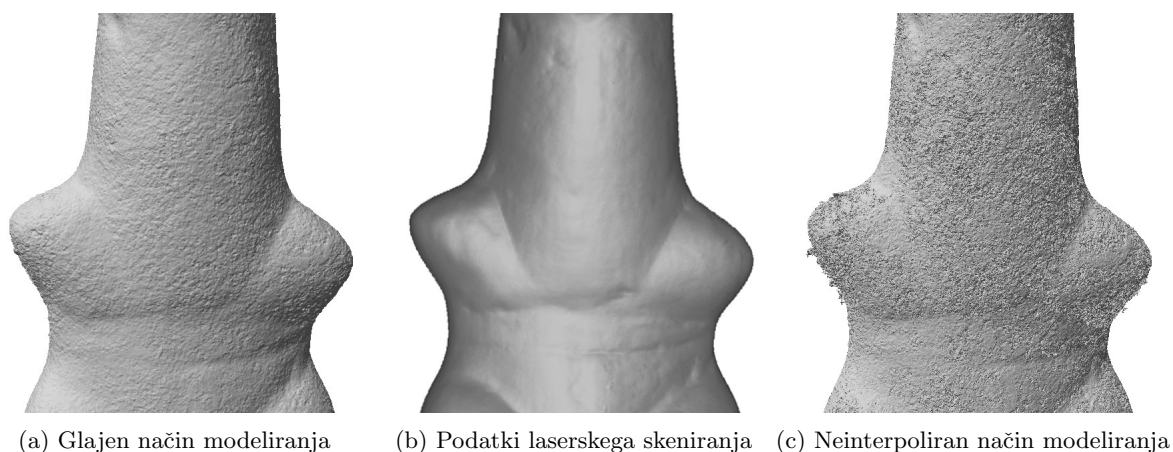 (a) Glajen način modeliranja
(b) Podatki laserskega skeniranja
(c) Neinterpoliran način modeliranja